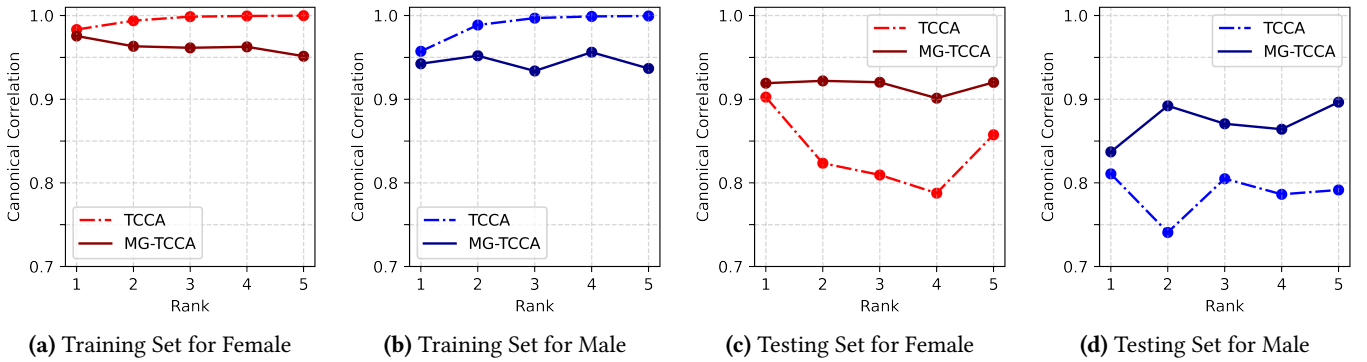 Canonical Correlation
1.0
0.9
0.8
0.7
TCCA
MG-TCCA
1 2 3 4 5
Rank
(a) Training Set for Female
Canonical Correlation
1.0
0.9
0.8
0.7
TCCA
MG-TCCA
1 2 3 4 5
Rank
(b) Training Set for Male
Canonical Correlation
1.0
0.9
0.8
0.7
TCCA
MG-TCCA
1 2 3 4 5
Rank
(c) Testing Set for Female
Canonical Correlation
1.0
0.9
0.8
0.7
TCCA
MG-TCCA
1 2 3 4 5
Rank
(d) Testing Set for Male